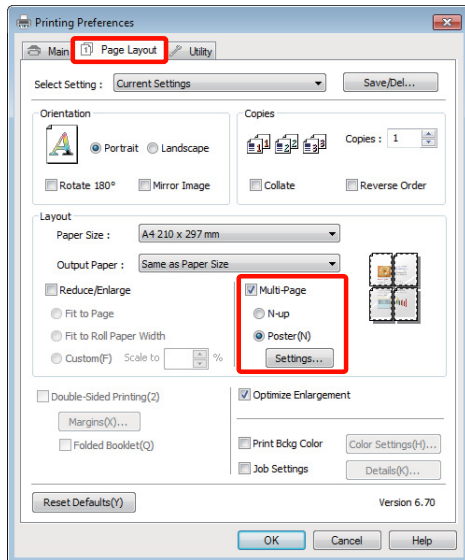 Printing Preferences
Main Page Layout Utility
Select Setting : Current Settings Save/Del...
Orientation Copies
Portrait Landscape Copies : 1
Rotate 180° Mirror Image Collate Reverse Order
Layout
Paper Size : A4 210 x 297 mm
Output Paper : Same as Paper Size
Reduce/Enlarge Multi-Page
Fit to Page N-up
Fit to Roll Paper Width Poster(N)
Custom(F) Scale to % Settings...
Double-Sided Printing(2) Optimize Enlargement
Margins(X)...
Folded Booklet(Q) Print Bckg Color Color Settings(H)...
Job Settings Details(K)...
Reset Defaults(Y) Version 6.70
OK Cancel Help